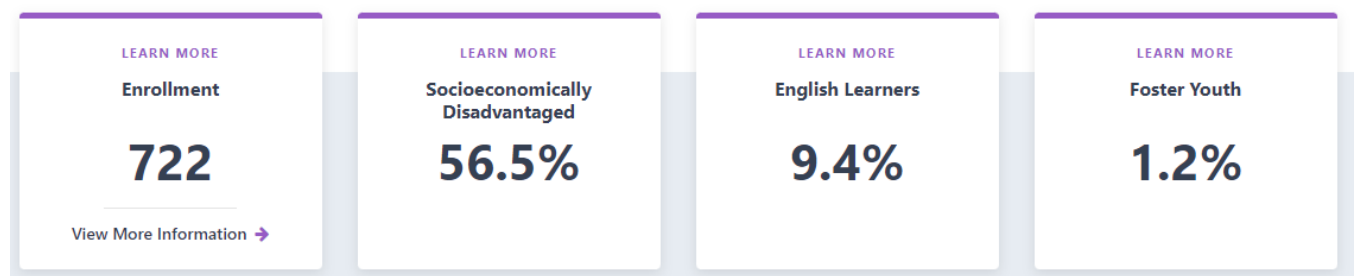 LEARN MORE
Enrollment
722
View More Information
LEARN MORE
Socioeconomically
Disadvantaged
56.5%
LEARN MORE
English Learners
9.4%
LEARN MORE
Foster Youth
1.2%